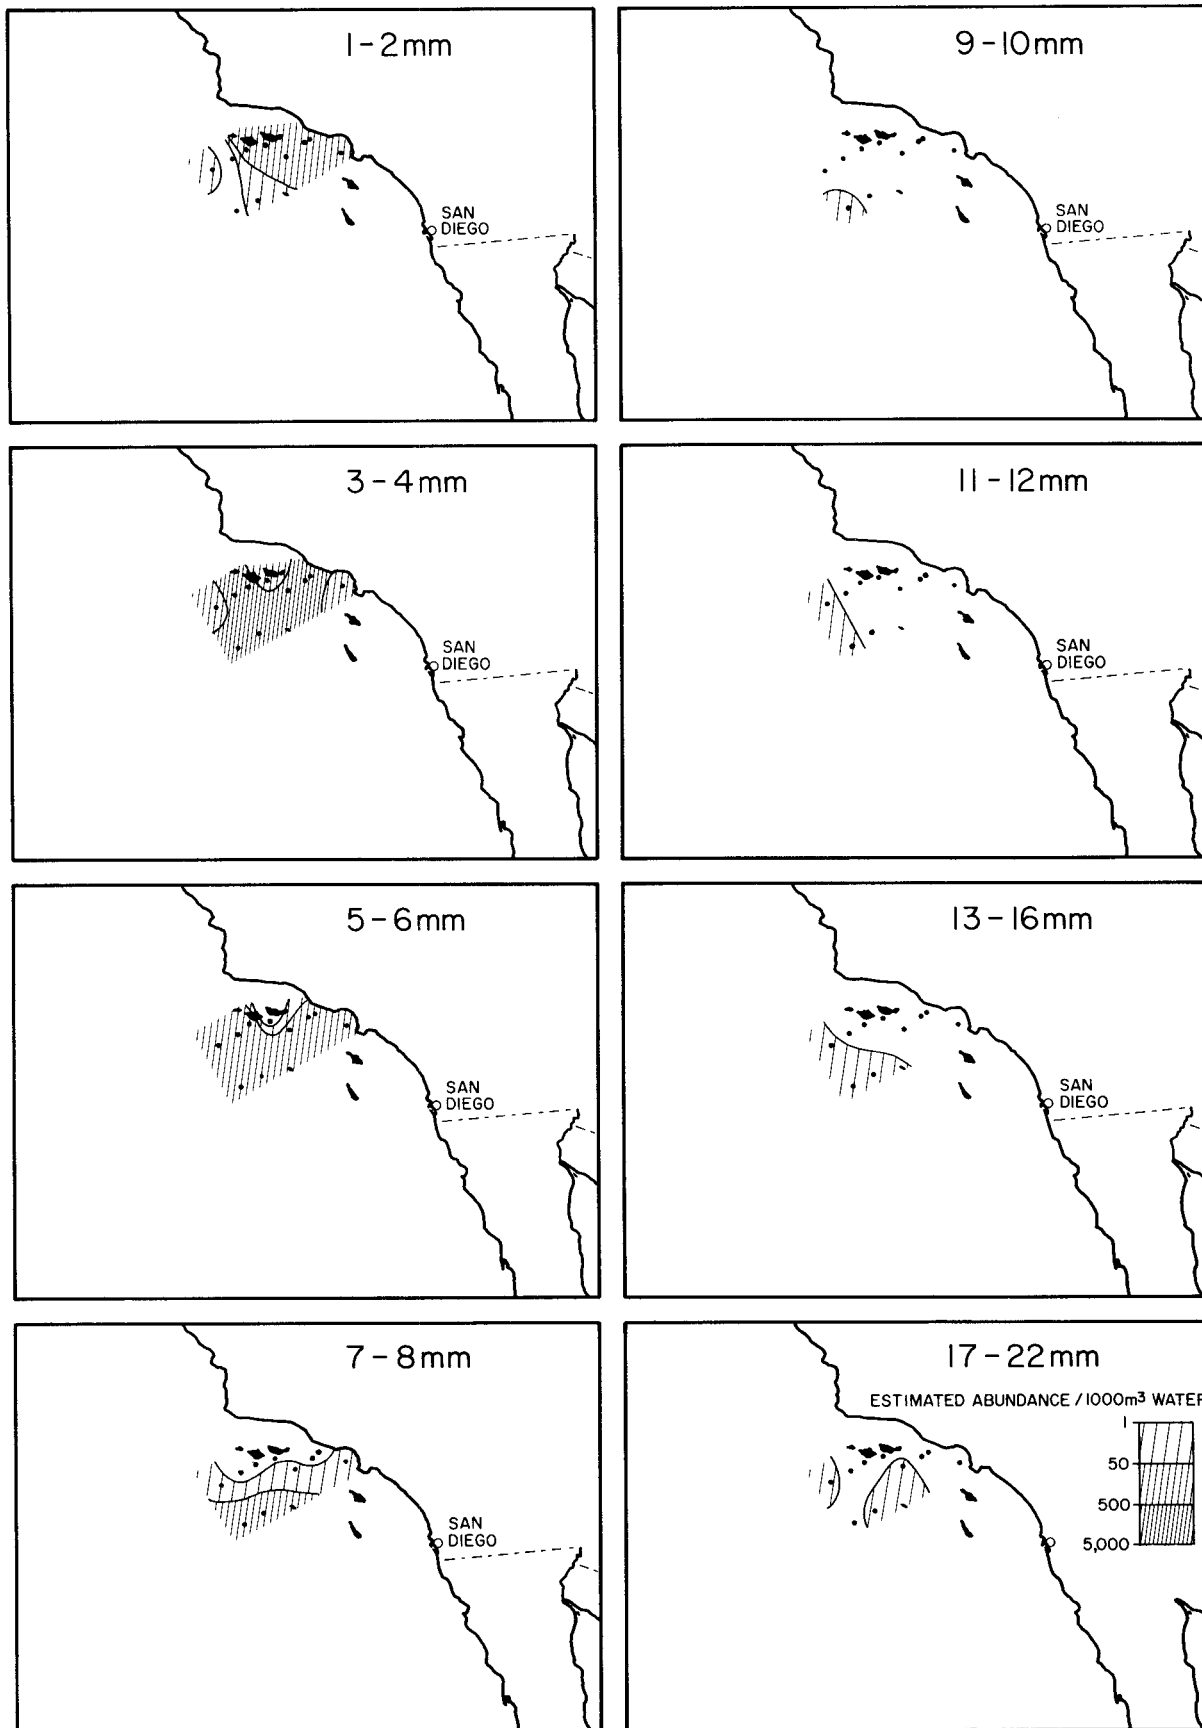 1-2mm
SAN
DIEGO
9-10mm
SAN
DIEGO
3-4mm
SAN
DIEGO
11-12mm
SAN
DIEGO
5-6mm
SAN
DIEGO
13-16mm
SAN
DIEGO
7-8mm
SAN
DIEGO
17-22mm
ESTIMATED ABUNDANCE / 1000m³ WATER
1
50
500
5,000